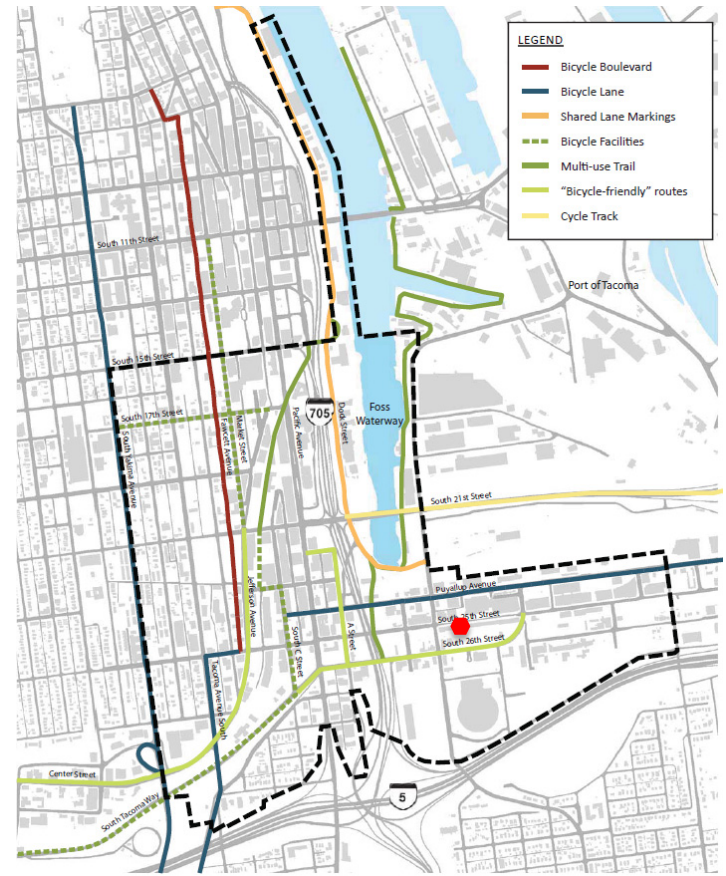 LEGEND
Bicycle Boulevard
Bicycle Lane
Shared Lane Markings
Bicycle Facilities
Multi-use Trail
“Bicycle-friendly” routes
Cycle Track
South 11th Street
Port of Tacoma
South 15th Street
705
Foss
Waterway
Dock Street
Pacific Avenue
South 17th Street
Market Street
Fawcett Avenue
South Yakima Avenue
South 21st Street
Puyallup Avenue
Jefferson Avenue
South 25th Street
South C Street
A Street
South 26th Street
Tacoma Avenue South
Center Street
South Tacoma Way
5